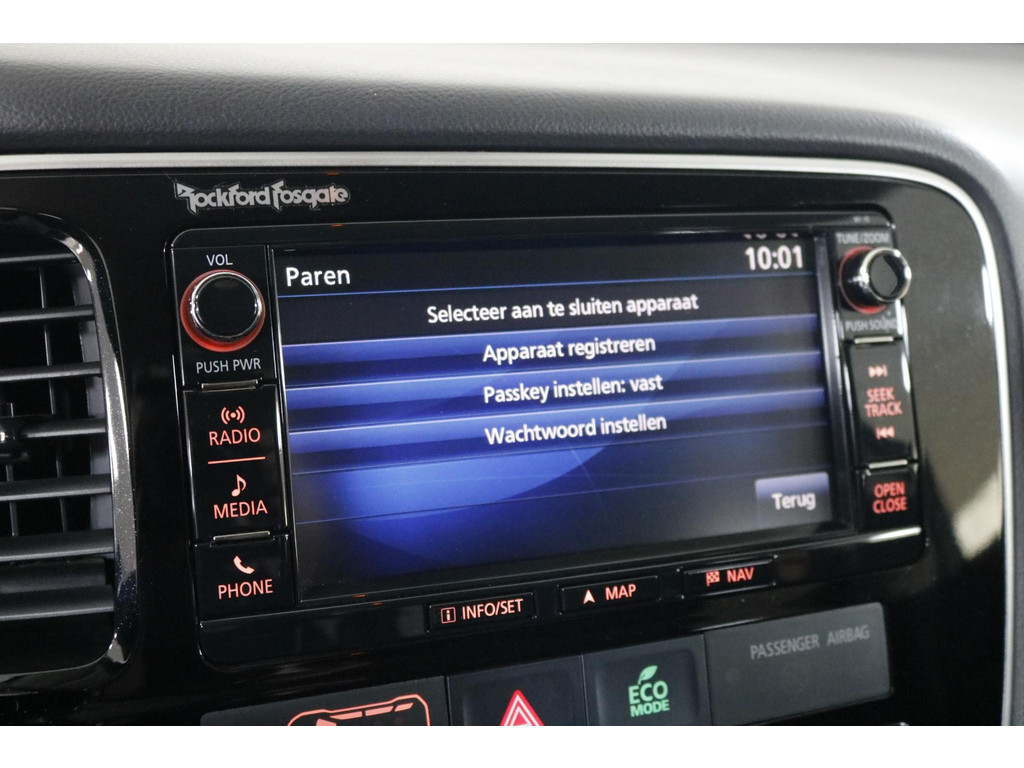 Rockford Fosgate
VOL
PUSH PWR
RADIO
MEDIA
PHONE
Paren
10:01
Selecteer aan te sluiten apparaat
Apparaat registreren
Passkey instellen: vast
Wachtwoord instellen
Terug
TUNE/ZOOM
PUSH SOUND
SEEK
TRACK
OPEN
CLOSE
INFO/SET
MAP
NAV
ECO
MODE
PASSENGER AIRBAG